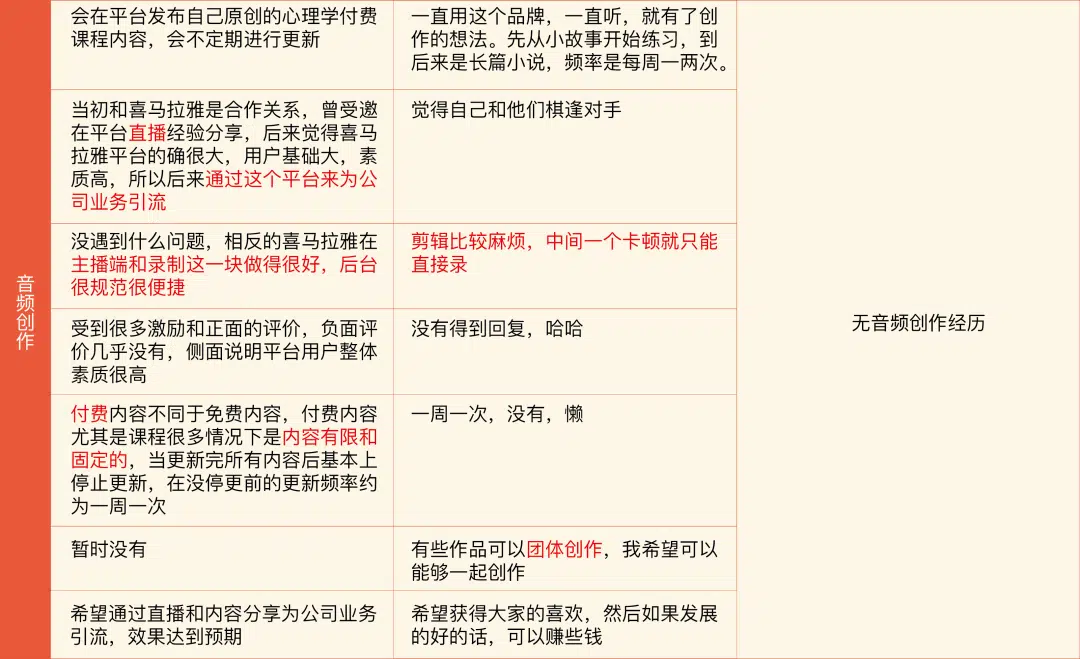 会在平台发布自己原创的心理学付费
课程内容，会不定期进行更新
一直用这个品牌，一直听，就有了创
作的想法。先从小故事开始练习，到
后来是长篇小说，频率是每周一两次。
当初和喜马拉雅是合作关系，曾受邀
在平台直播经验分享，后来觉得喜马
拉雅平台的确很大，用户基础大，素
质高，所以后来通过这个平台来为公
司业务引流
觉得自己和他们棋逢对手
没遇到什么问题，相反的喜马拉雅在
主播端和录制这一块做得很好，后台
很规范很便捷
剪辑比较麻烦，中间一个卡顿就只能
直接录
音频创作
无音频创作经历
受到很多激励和正面的评价，负面评
价几乎没有，侧面说明平台用户整体
素质很高
没有得到回复，哈哈
付费内容不同于免费内容，付费内容
尤其是课程很多情况下是内容有限和
固定的，当更新完所有内容后基本上
停止更新，在没停更前的更新频率约
为一周一次
一周一次，没有，懒
暂时没有
有些作品可以团体创作，我希望可以
能够一起创作
希望通过直播和内容分享为公司业务
引流，效果达到预期
希望获得大家的喜欢，然后如果发展
的好的话，可以赚些钱